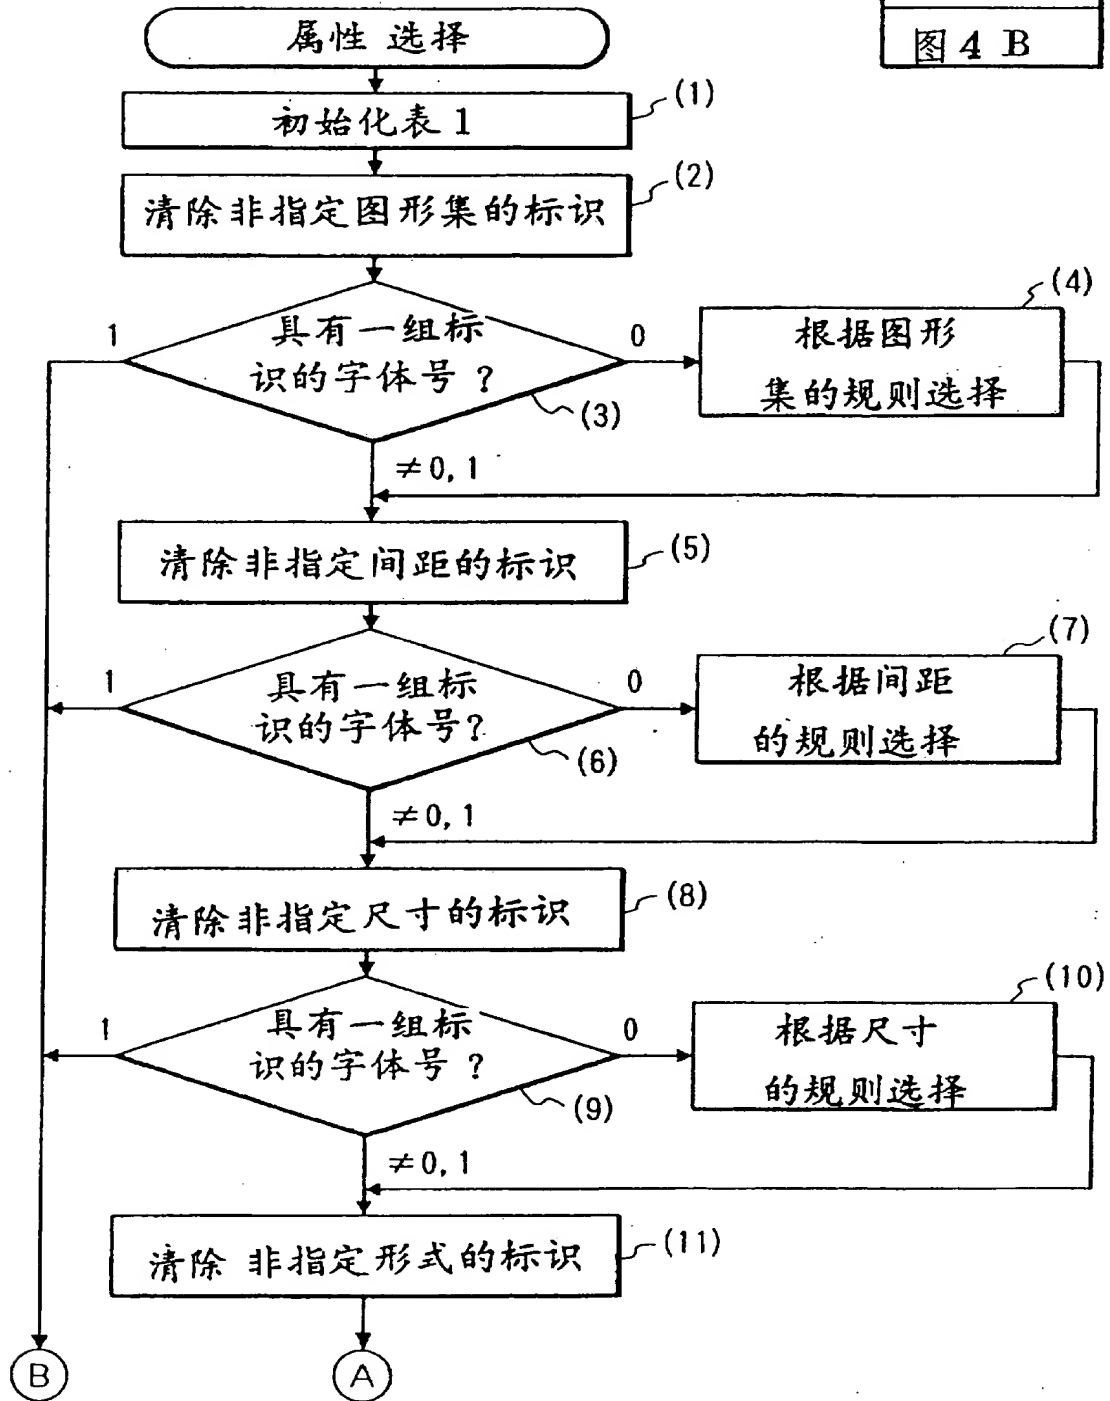 图4 B
属性 选择
初始化表1
(1)
清除非指定图形集的标识
(2)
具有一组标
识的字体号？
(3)
1
0
≠0,1
根据图形
集的规则选择
(4)
清除非指定间距的标识
(5)
具有一组标
识的字体号?
(6)
1
0
≠0,1
根据间距
的规则选择
(7)
清除非指定尺寸的标识
(8)
具有一组标
识的字体号？
(9)
1
0
≠0,1
根据尺寸
的规则选择
(10)
清除 非指定形式的标识
(11)
B
A